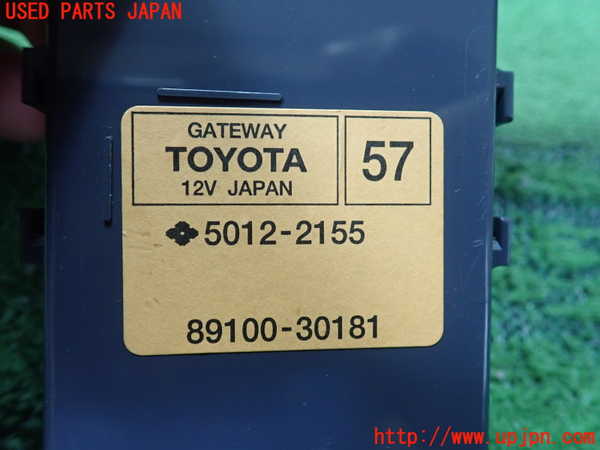 USED PARTS JAPAN
GATEWAY
TOYOTA
12V JAPAN
57
5012-2155
89100-30181
http://www.upjpn.com/